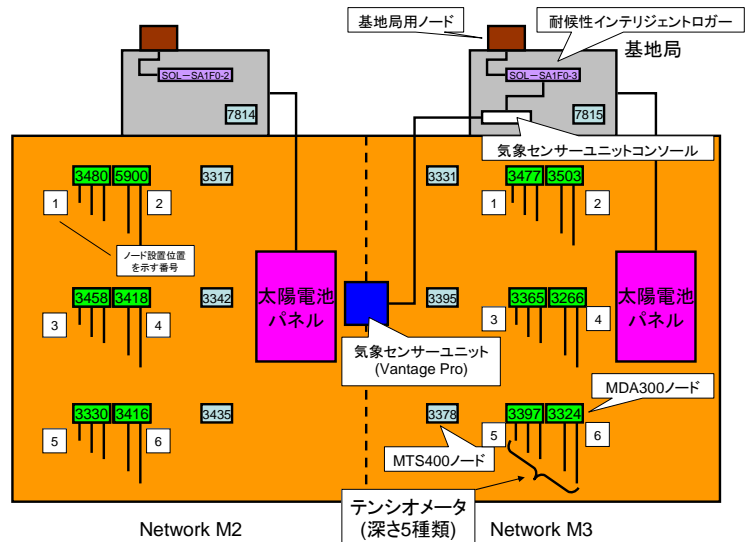 基地局用ノード
耐候性インテリジェントロガー
基地局
SOL－SA1F0-2
SOL－SA1F0-3
7814
7815
気象センサーユニットコンソール
3480
5900
3317
3331
3477
3503
1
2
1
2
ノード設置位置
を示す番号
太陽電池
パネル
太陽電池
パネル
3458
3418
3342
3395
3365
3266
3
4
3
4
気象センサーユニット
(Vantage Pro)
MDA300ノード
3330
3416
3435
3378
3397
3324
5
6
5
6
MTS400ノード
テンシオメータ
(深さ5種類)
Network M2
Network M3